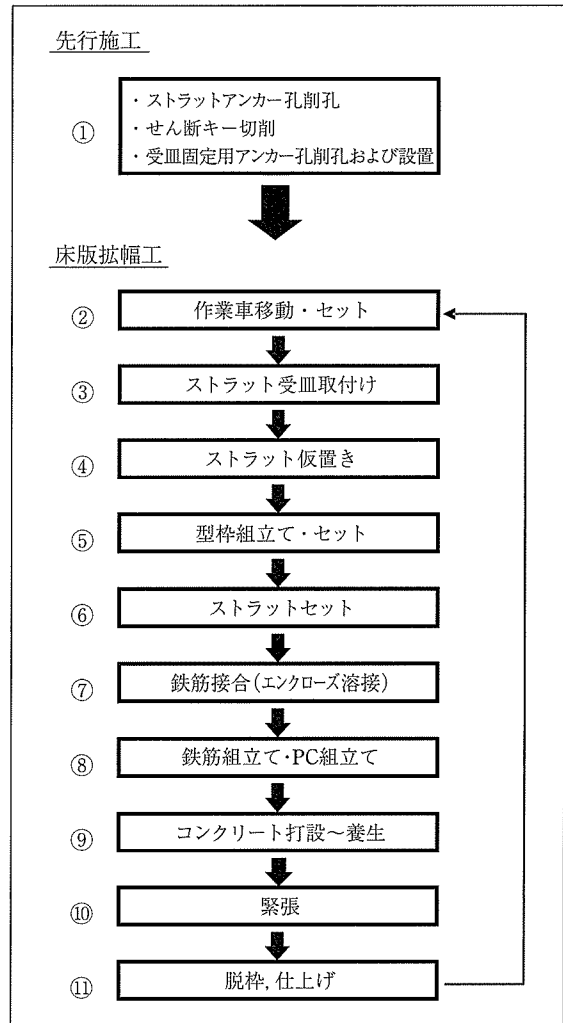 先行施工
①
・ストラットアンカー孔削孔
・せん断キー切削
・受皿固定用アンカー孔削孔および設置
床版拡幅工
② 作業車移動・セット
③ ストラット受皿取付け
④ ストラット仮置き
⑤ 型枠組立て・セット
⑥ ストラットセット
⑦ 鉄筋接合(エンクローズ溶接)
⑧ 鉄筋組立て・PC組立て
⑨ コンクリート打設～養生
⑩ 緊張
⑪ 脱枠,仕上げ